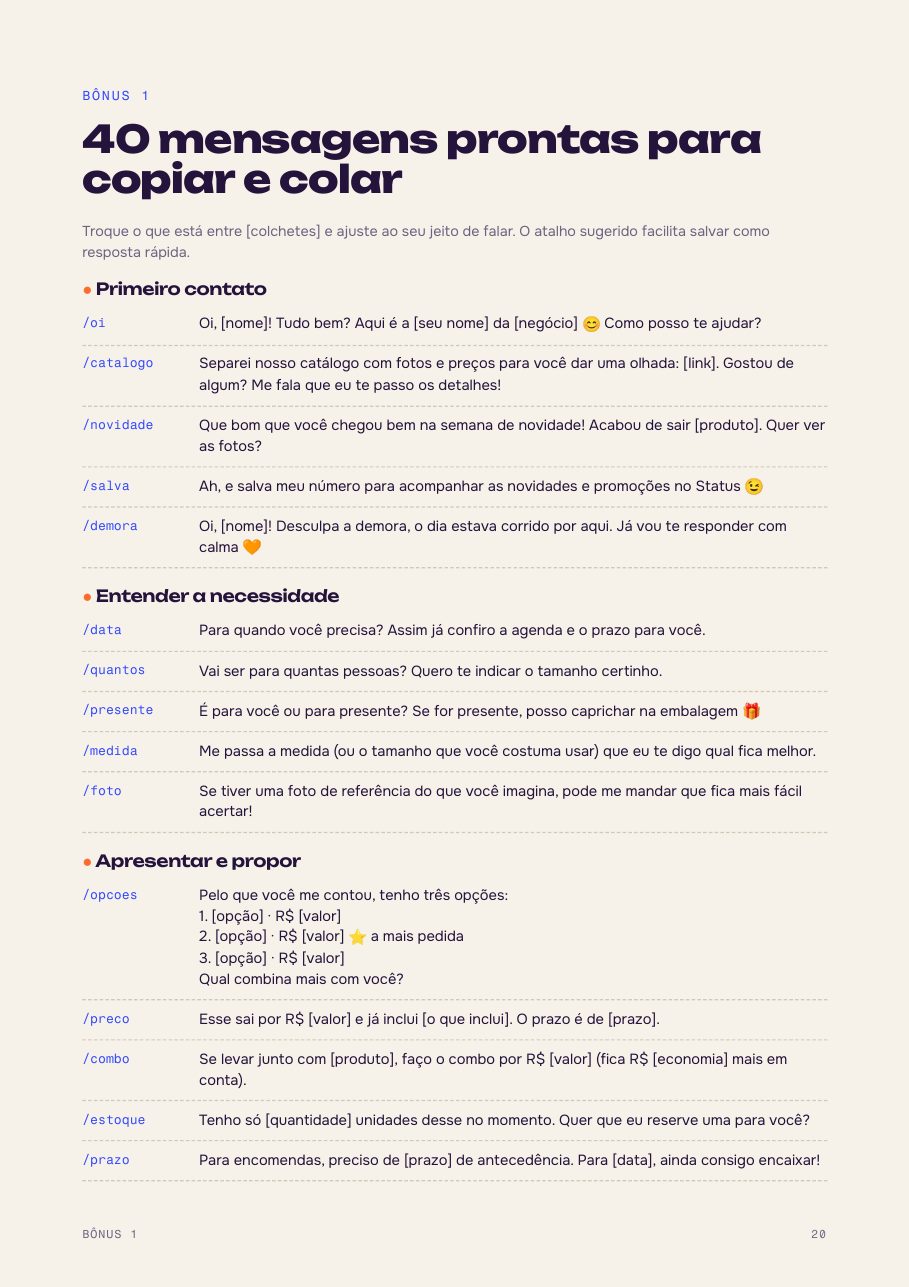 BÔNUS 1
40 mensagens prontas para
copiar e colar
Troque o que está entre [colchetes] e ajuste ao seu jeito de falar. O atalho sugerido facilita salvar como
resposta rápida.
• Primeiro contato
/oi Oi, [nome]! Tudo bem? Aqui é a [seu nome] da [negócio] 😊 Como posso te ajudar?
/catalogo Separei nosso catálogo com fotos e preços para você dar uma olhada: [link]. Gostou de
algum? Me fala que eu te passo os detalhes!
/novidade Que bom que você chegou bem na semana de novidade! Acabou de sair [produto]. Quer ver
as fotos?
/salva Ah, e salva meu número para acompanhar as novidades e promoções no Status 😉
/demora Oi, [nome]! Desculpa a demora, o dia estava corrido por aqui. Já vou te responder com
calma 🧡
• Entender a necessidade
/data Para quando você precisa? Assim já confiro a agenda e o prazo para você.
/quantos Vai ser para quantas pessoas? Quero te indicar o tamanho certinho.
/presente É para você ou para presente? Se for presente, posso caprichar na embalagem 🎁
/medida Me passa a medida (ou o tamanho que você costuma usar) que eu te digo qual fica melhor.
/foto Se tiver uma foto de referência do que você imagina, pode me mandar que fica mais fácil
acertar!
• Apresentar e propor
/opcoes Pelo que você me contou, tenho três opções:
1. [opção] · R$ [valor]
2. [opção] · R$ [valor] ⭐ a mais pedida
3. [opção] · R$ [valor]
Qual combina mais com você?
/preco Esse sai por R$ [valor] e já inclui [o que inclui]. O prazo é de [prazo].
/combo Se levar junto com [produto], faço o combo por R$ [valor] (fica R$ [economia] mais em
conta).
/estoque Tenho só [quantidade] unidades desse no momento. Quer que eu reserve uma para você?
/prazo Para encomendas, preciso de [prazo] de antecedência. Para [data], ainda consigo encaixar!
BÔNUS 1 20